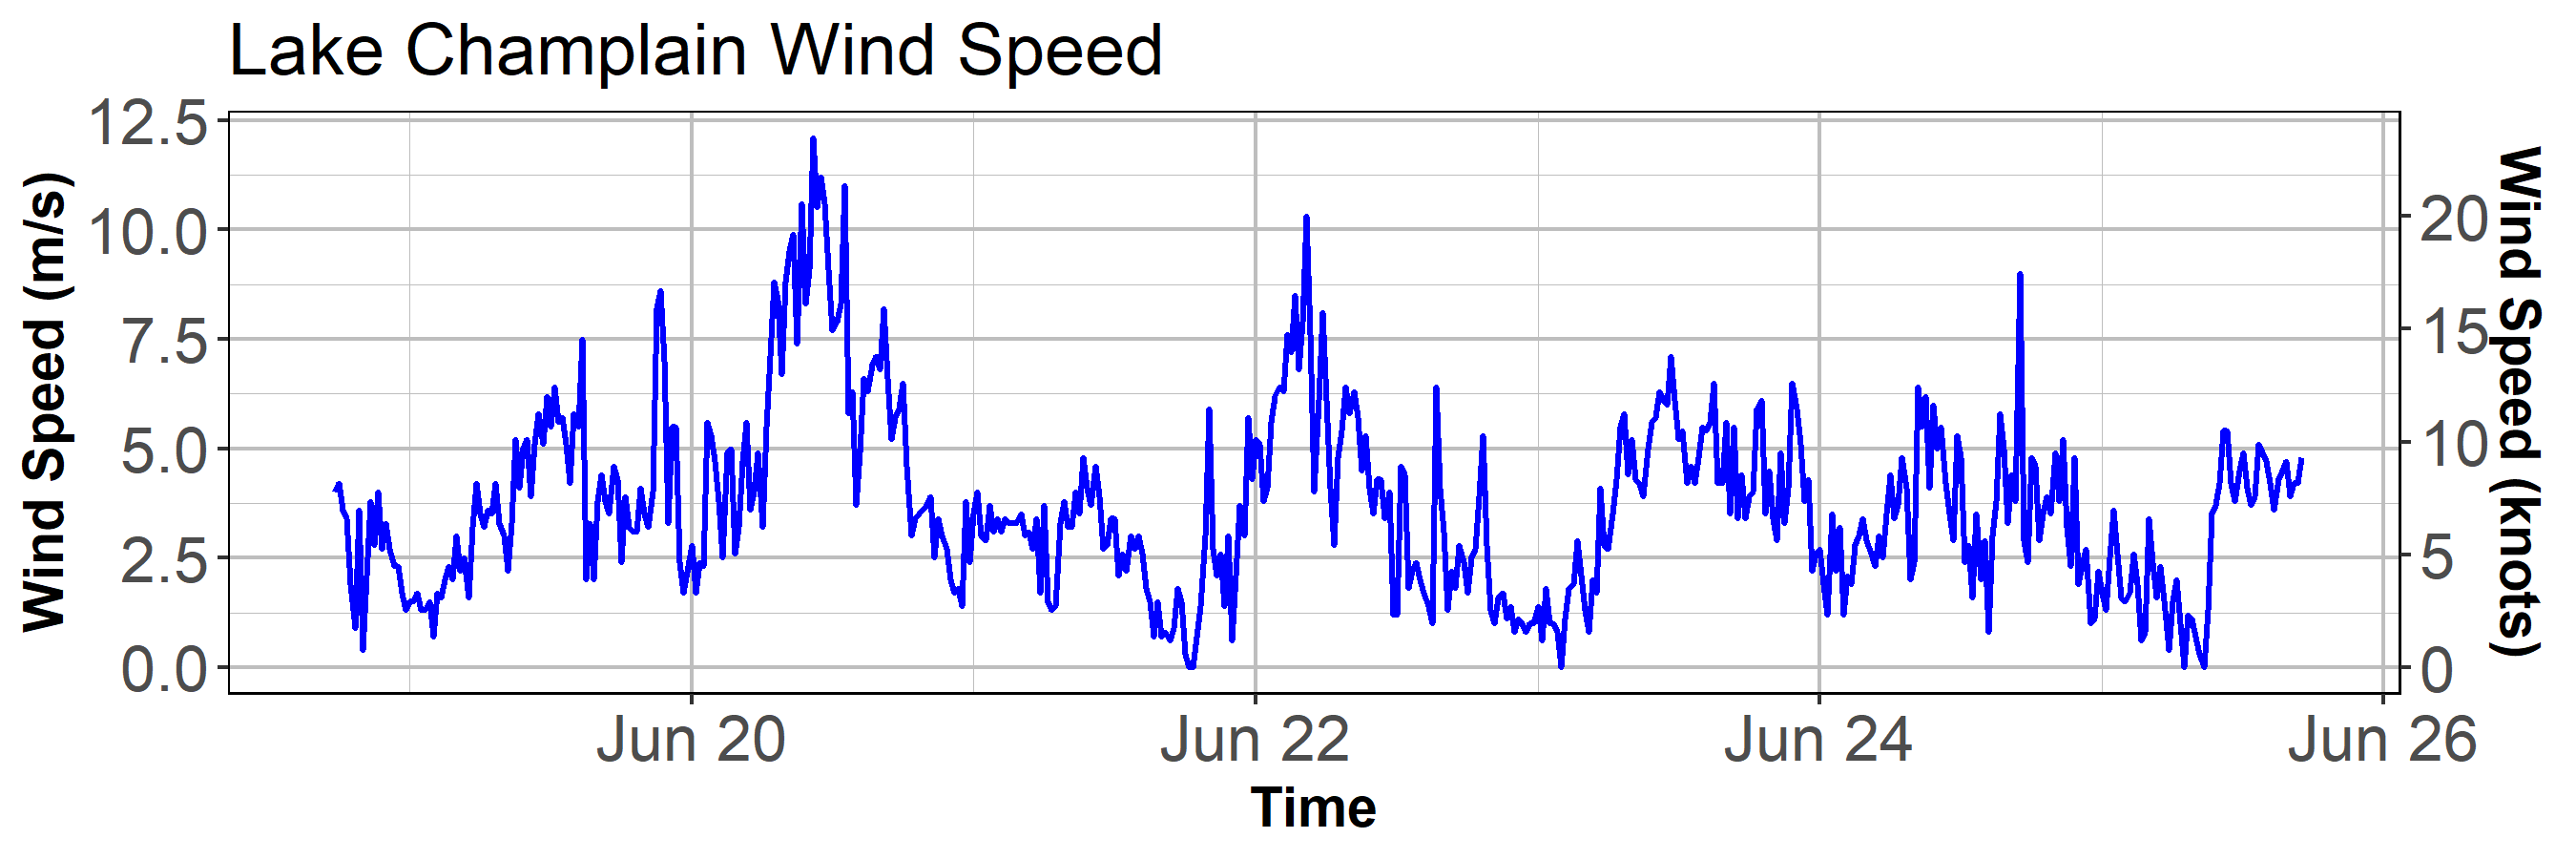 Lake Champlain Wind Speed
Wind Speed (m/s)
12.5
10.0
7.5
5.0
2.5
0.0
Wind Speed (knots)
20
15
10
5
0
Jun 20
Jun 22
Jun 24
Jun 26
Time